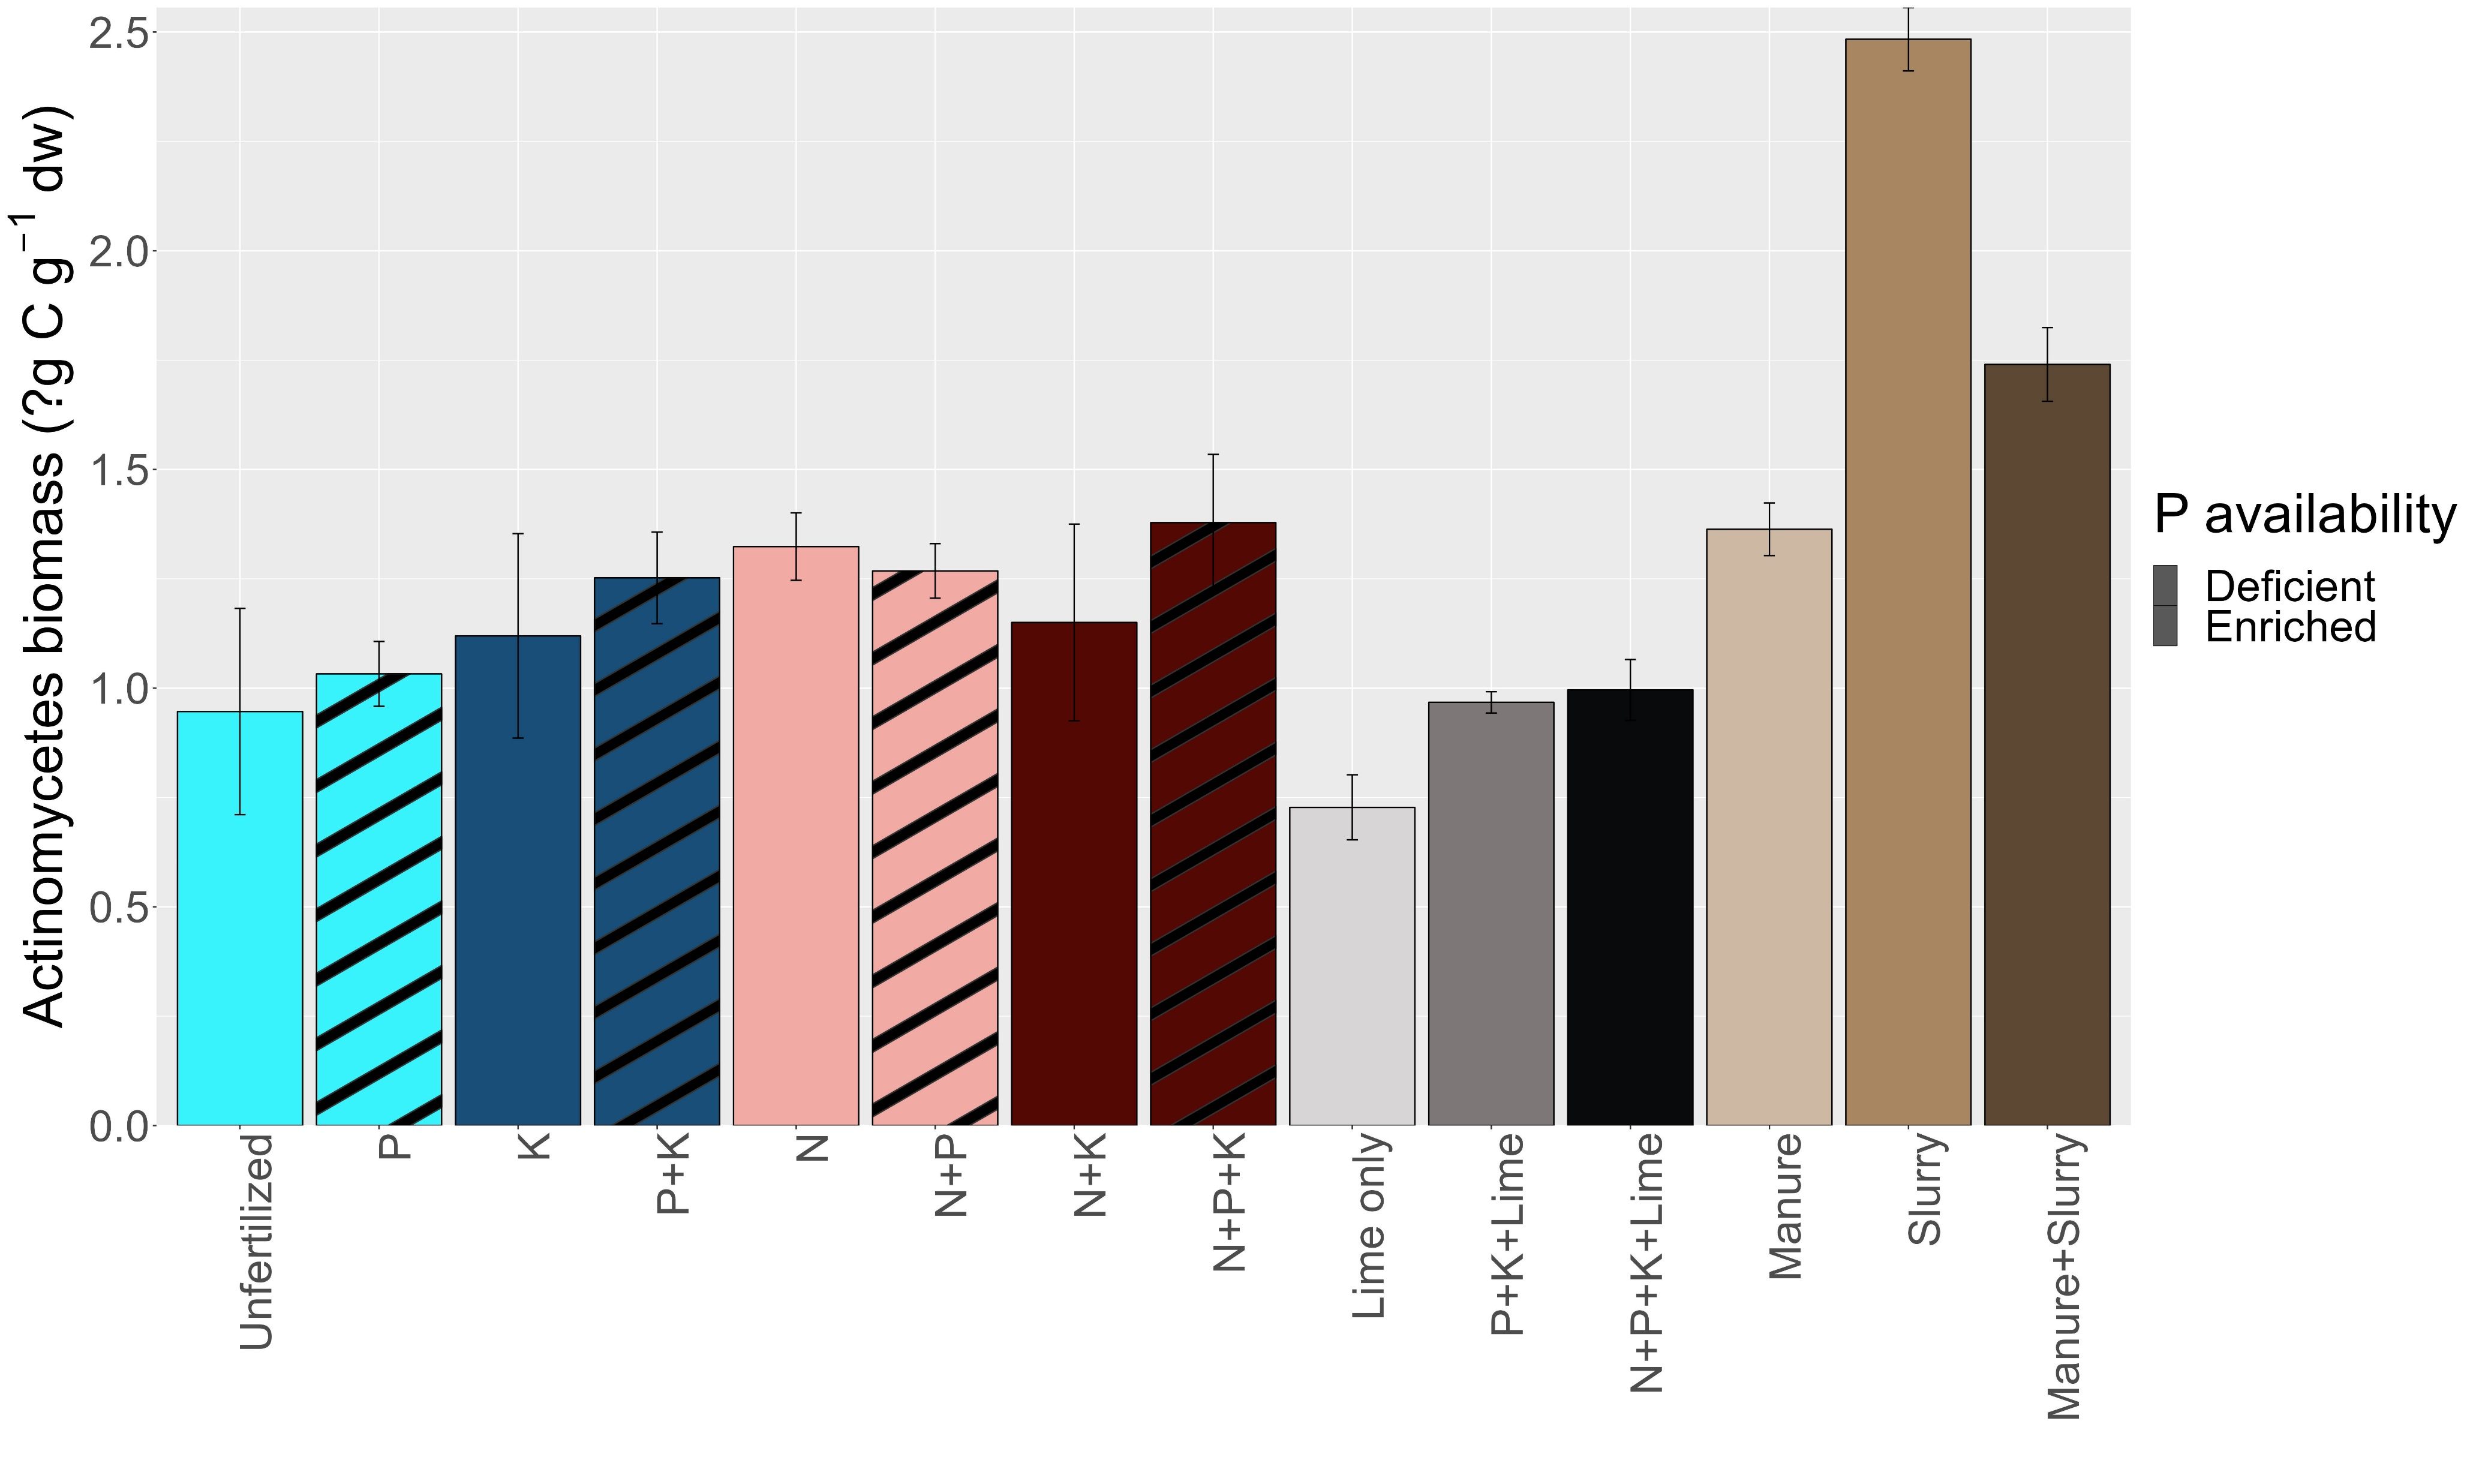 Actinomycetes biomass (?g C g−1 dw)
2.5
2.0
1.5
1.0
0.5
0.0
Unfertilized
P
K
P+K
N
N+P
N+K
N+P+K
Lime only
P+K+Lime
N+P+K+Lime
Manure
Slurry
Manure+Slurry
P availability
Deficient
Enriched